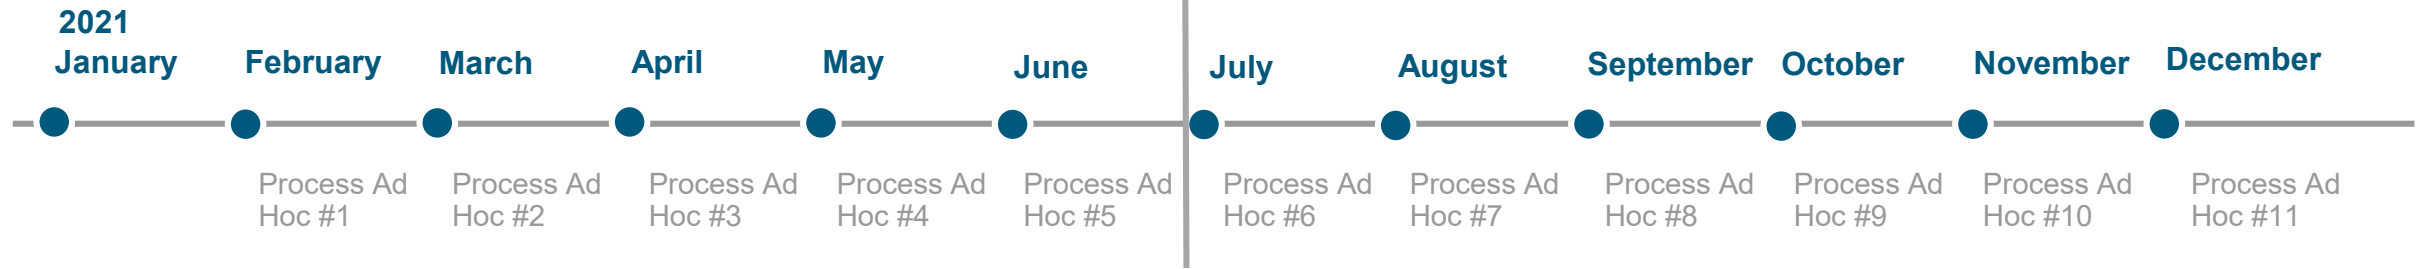 2021
January
February
March
April
May
June
July
August
September
October
November
December
Process Ad
Hoc #1
Process Ad
Hoc #2
Process Ad
Hoc #3
Process Ad
Hoc #4
Process Ad
Hoc #5
Process Ad
Hoc #6
Process Ad
Hoc #7
Process Ad
Hoc #8
Process Ad
Hoc #9
Process Ad
Hoc #10
Process Ad
Hoc #11